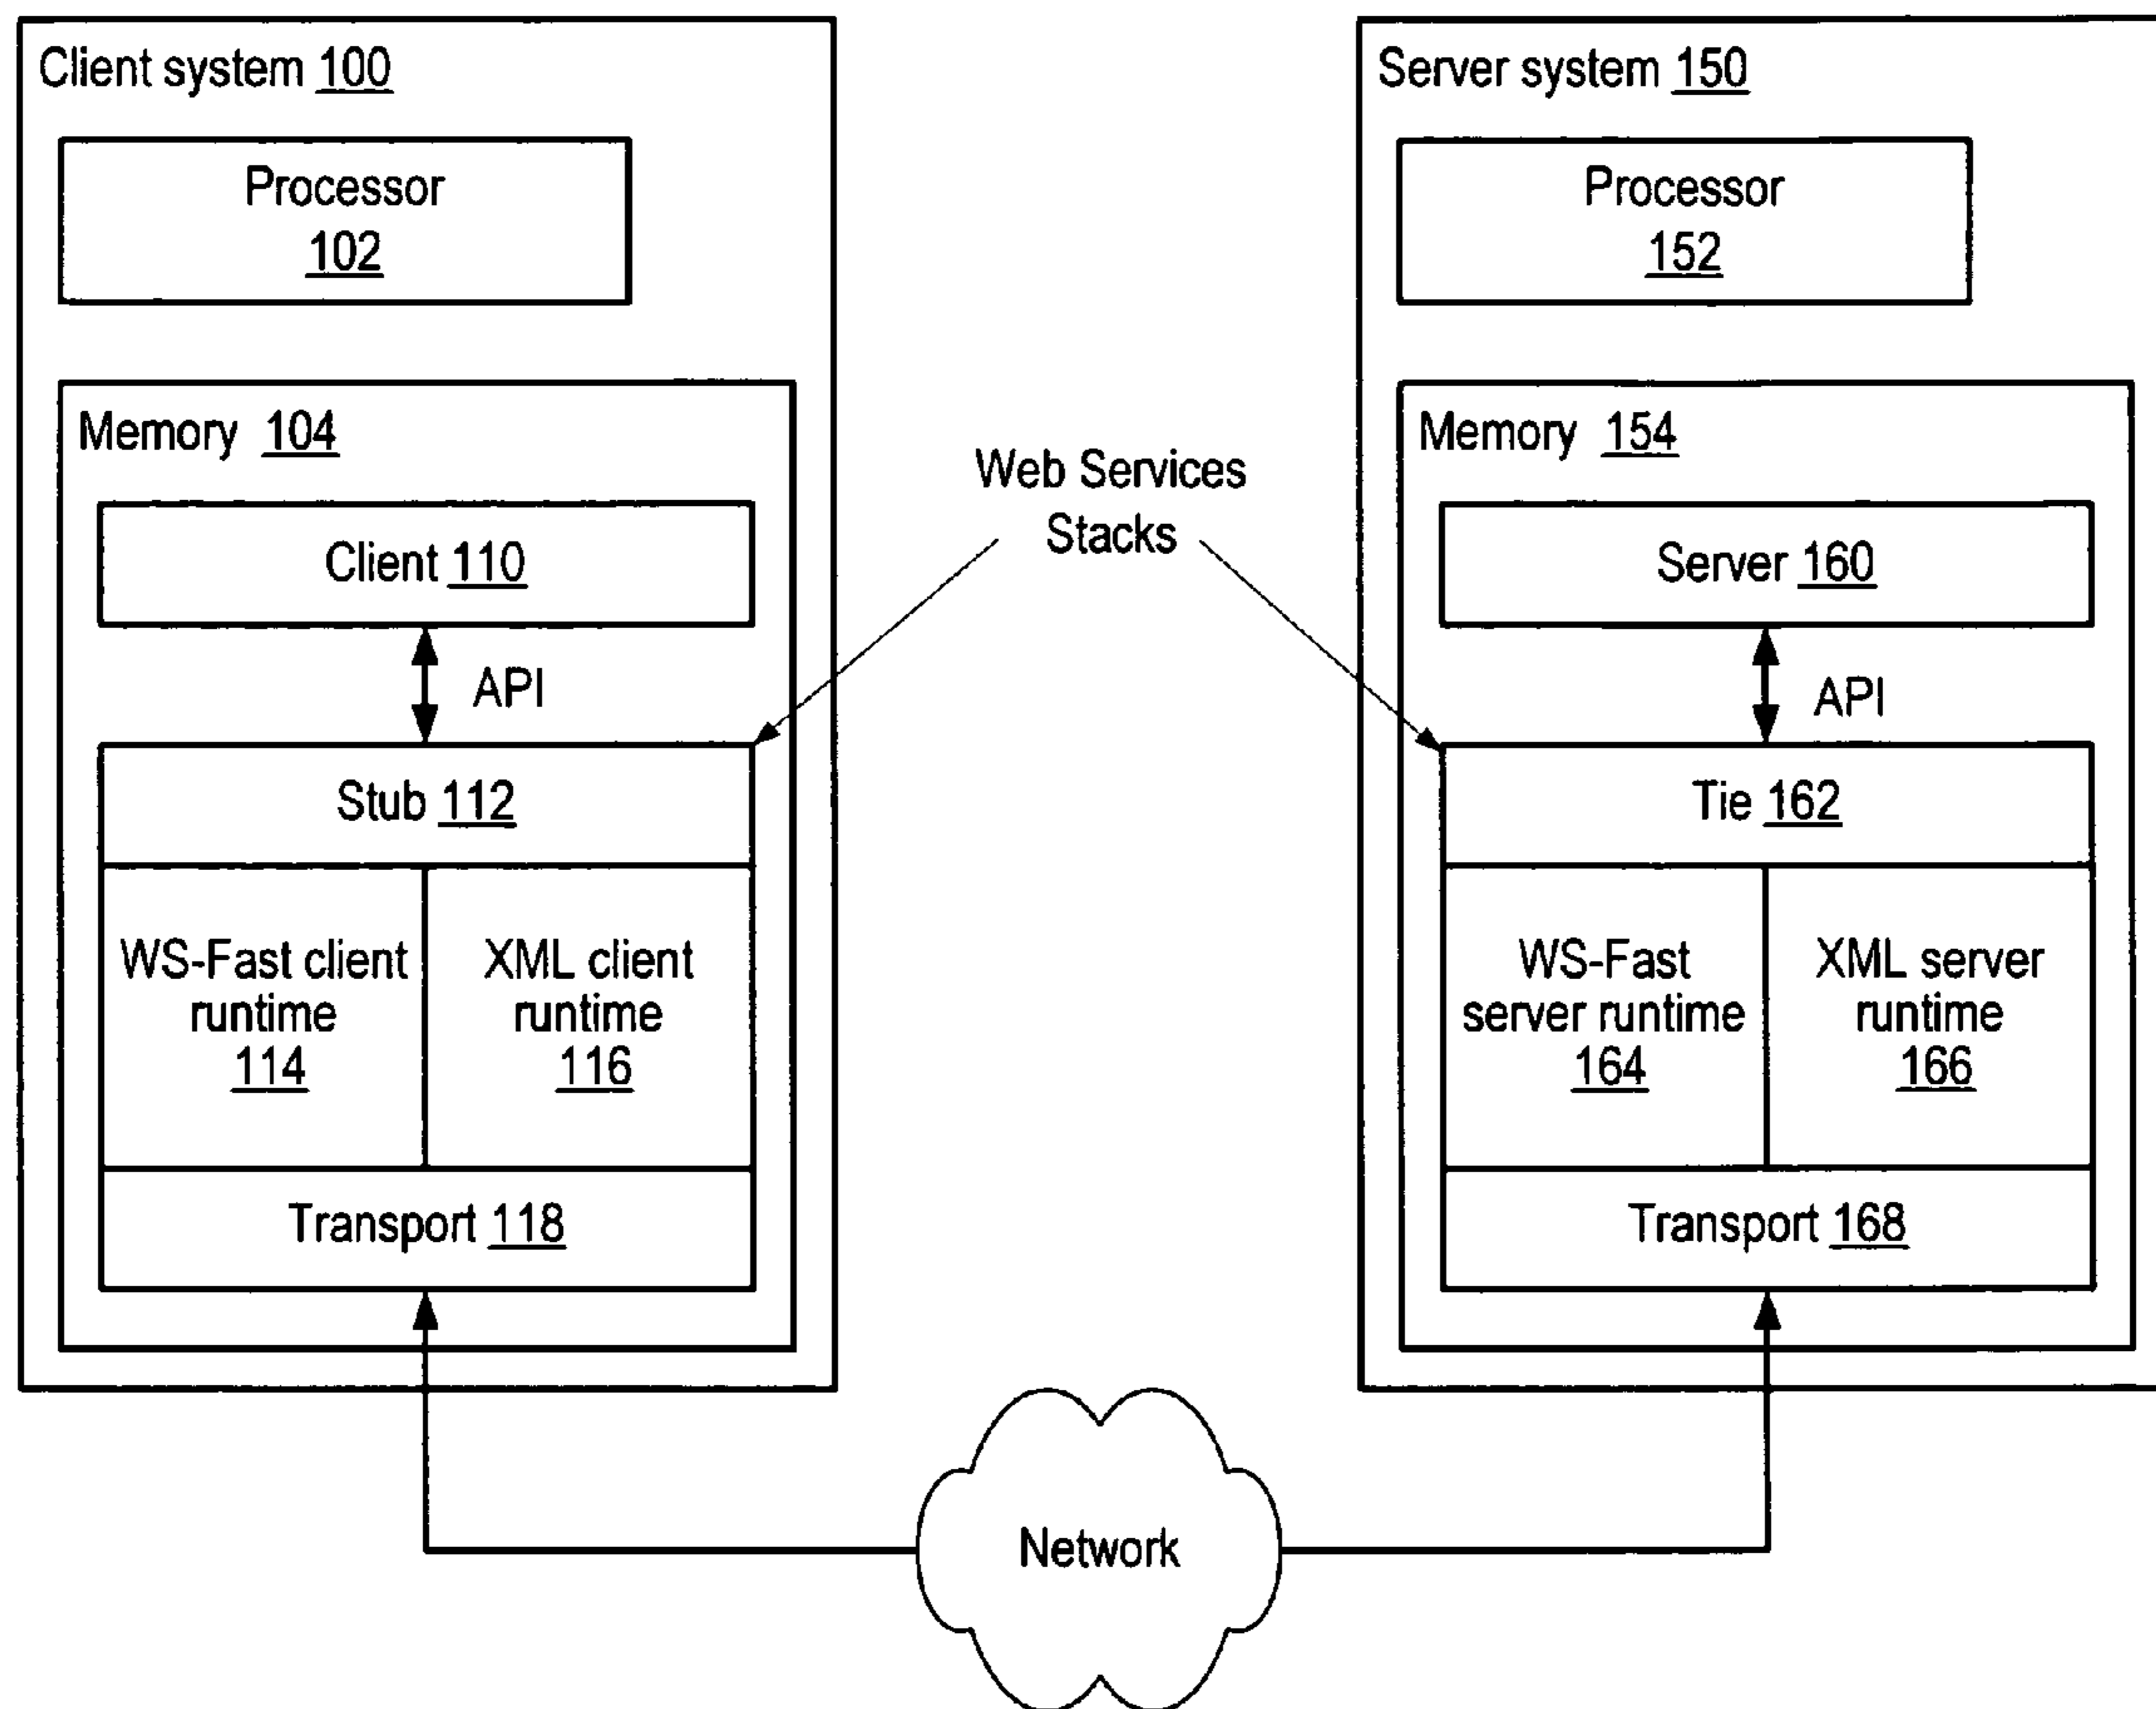 Client system 100
Processor
102
Memory 104
Client 110
API
Stub 112
WS-Fast client
runtime
114
XML client
runtime
116
Transport 118
Web Services
Stacks
Network
Server system 150
Processor
152
Memory 154
Server 160
API
Tie 162
WS-Fast
server runtime
164
XML server
runtime
166
Transport 168